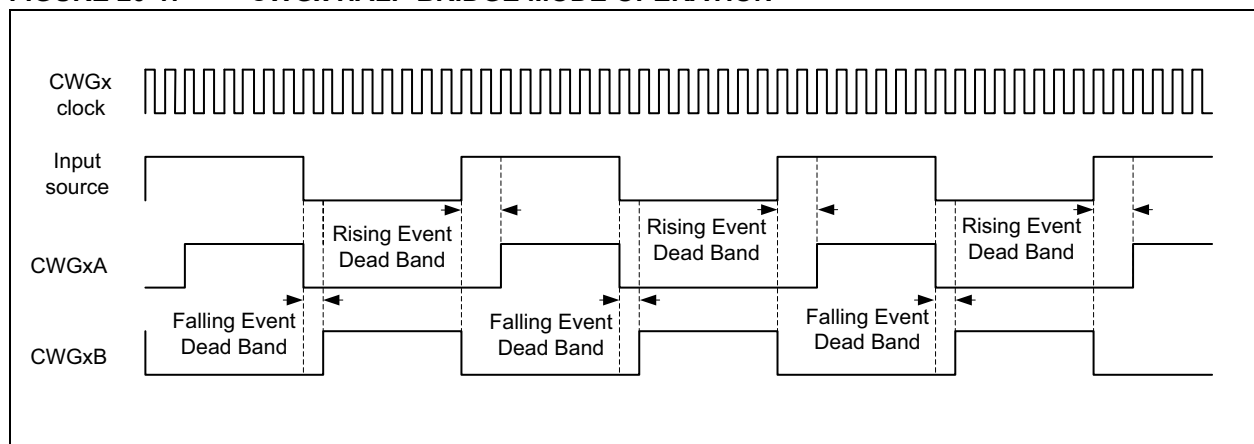 CWGx
clock
Input
source
Rising Event
Dead Band
Rising Event
Dead Band
Rising Event
Dead Band
CWGxA
Falling Event
Dead Band
Falling Event
Dead Band
Falling Event
Dead Band
CWGxB